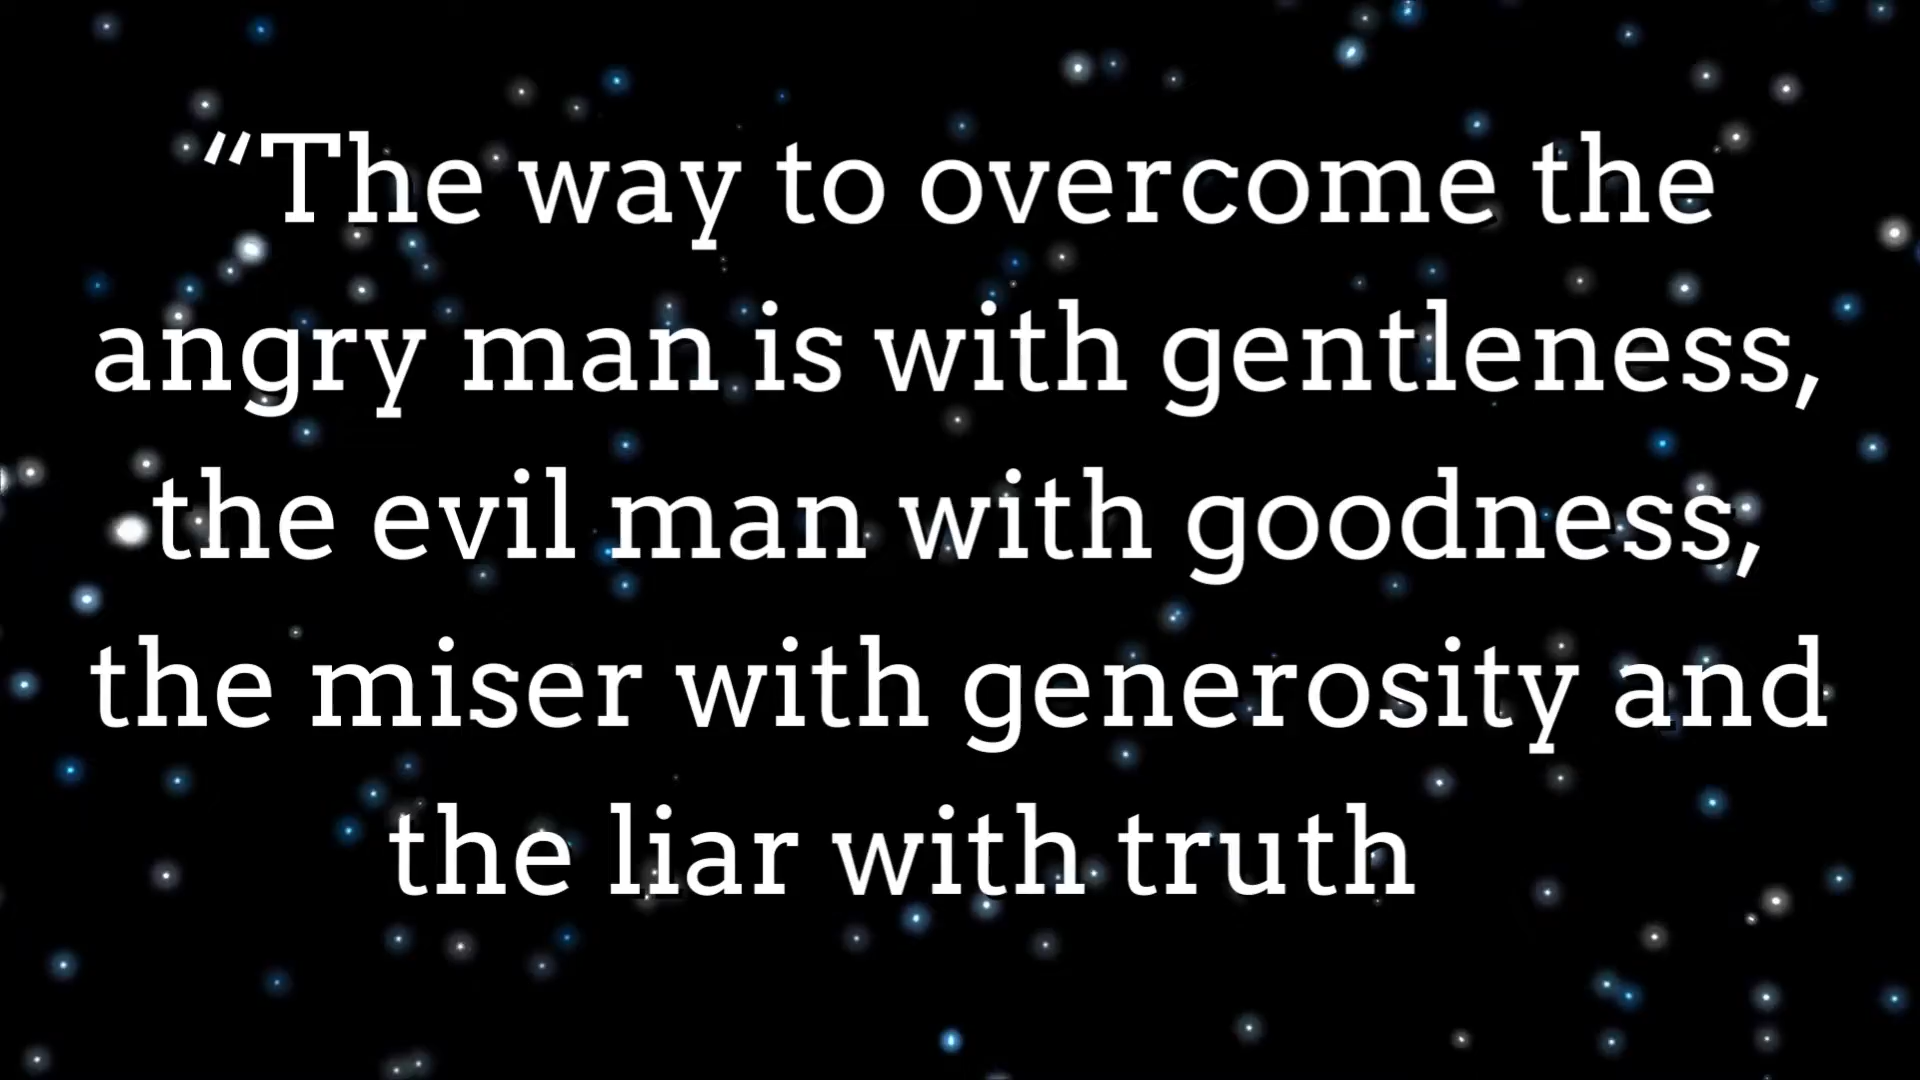 “The way to overcome the
angry man is with gentleness,
the evil man with goodness,
the miser with generosity and
the liar with truth